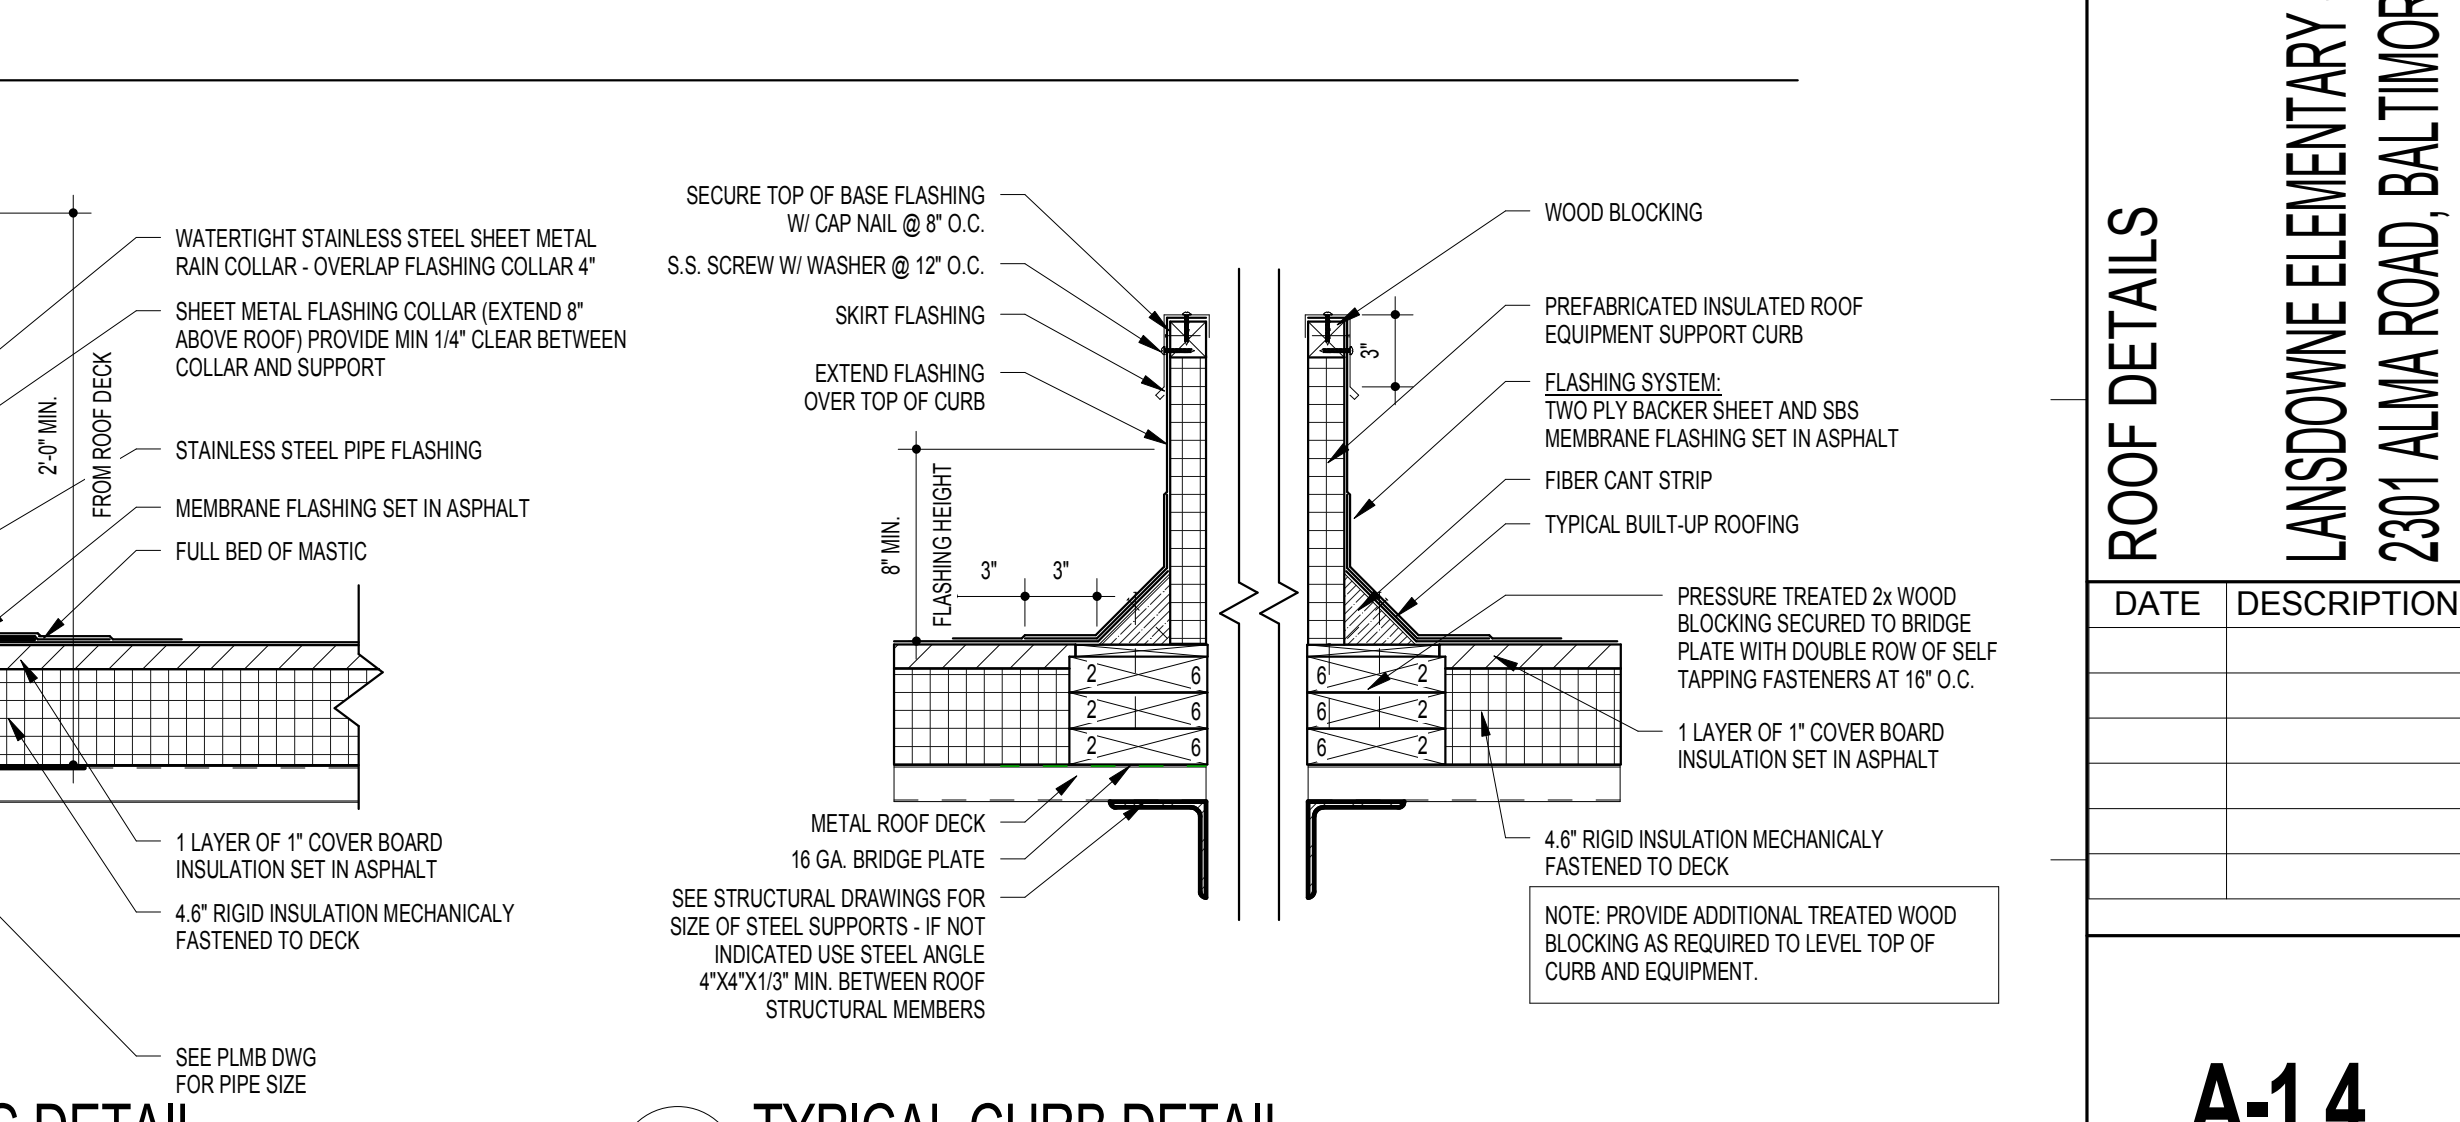 WATERTIGHT STAINLESS STEEL SHEET METAL
RAIN COLLAR - OVERLAP FLASHING COLLAR 4"
SHEET METAL FLASHING COLLAR (EXTEND 8"
ABOVE ROOF) PROVIDE MIN 1/4" CLEAR BETWEEN
COLLAR AND SUPPORT
2'-0" MIN.
FROM ROOF DECK
STAINLESS STEEL PIPE FLASHING
MEMBRANE FLASHING SET IN ASPHALT
FULL BED OF MASTIC
1 LAYER OF 1" COVER BOARD
INSULATION SET IN ASPHALT
4.6" RIGID INSULATION MECHANICALY
FASTENED TO DECK
SEE PLMB DWG
FOR PIPE SIZE
DETAIL
SECURE TOP OF BASE FLASHING
W/ CAP NAIL @ 8" O.C.
S.S. SCREW W/ WASHER @ 12" O.C.
SKIRT FLASHING
EXTEND FLASHING
OVER TOP OF CURB
8" MIN.
FLASHING HEIGHT
3" 3"
2 6
2 6
2 6
METAL ROOF DECK
16 GA. BRIDGE PLATE
SEE STRUCTURAL DRAWINGS FOR
SIZE OF STEEL SUPPORTS - IF NOT
INDICATED USE STEEL ANGLE
4"X4"X1/3" MIN. BETWEEN ROOF
STRUCTURAL MEMBERS
WOOD BLOCKING
3"
PREFABRICATED INSULATED ROOF
EQUIPMENT SUPPORT CURB
FLASHING SYSTEM:
TWO PLY BACKER SHEET AND SBS
MEMBRANE FLASHING SET IN ASPHALT
FIBER CANT STRIP
TYPICAL BUILT-UP ROOFING
6 2
6 2
6 2
PRESSURE TREATED 2x WOOD
BLOCKING SECURED TO BRIDGE
PLATE WITH DOUBLE ROW OF SELF
TAPPING FASTENERS AT 16" O.C.
1 LAYER OF 1" COVER BOARD
INSULATION SET IN ASPHALT
4.6" RIGID INSULATION MECHANICALY
FASTENED TO DECK
NOTE: PROVIDE ADDITIONAL TREATED WOOD
BLOCKING AS REQUIRED TO LEVEL TOP OF
CURB AND EQUIPMENT.
TYPICAL CURB DETAIL
ROOF DETAILS
LANSDOWNE ELEMENTARY
2301 ALMA ROAD, BALTIMOR
DATE DESCRIPTION
A-1.4